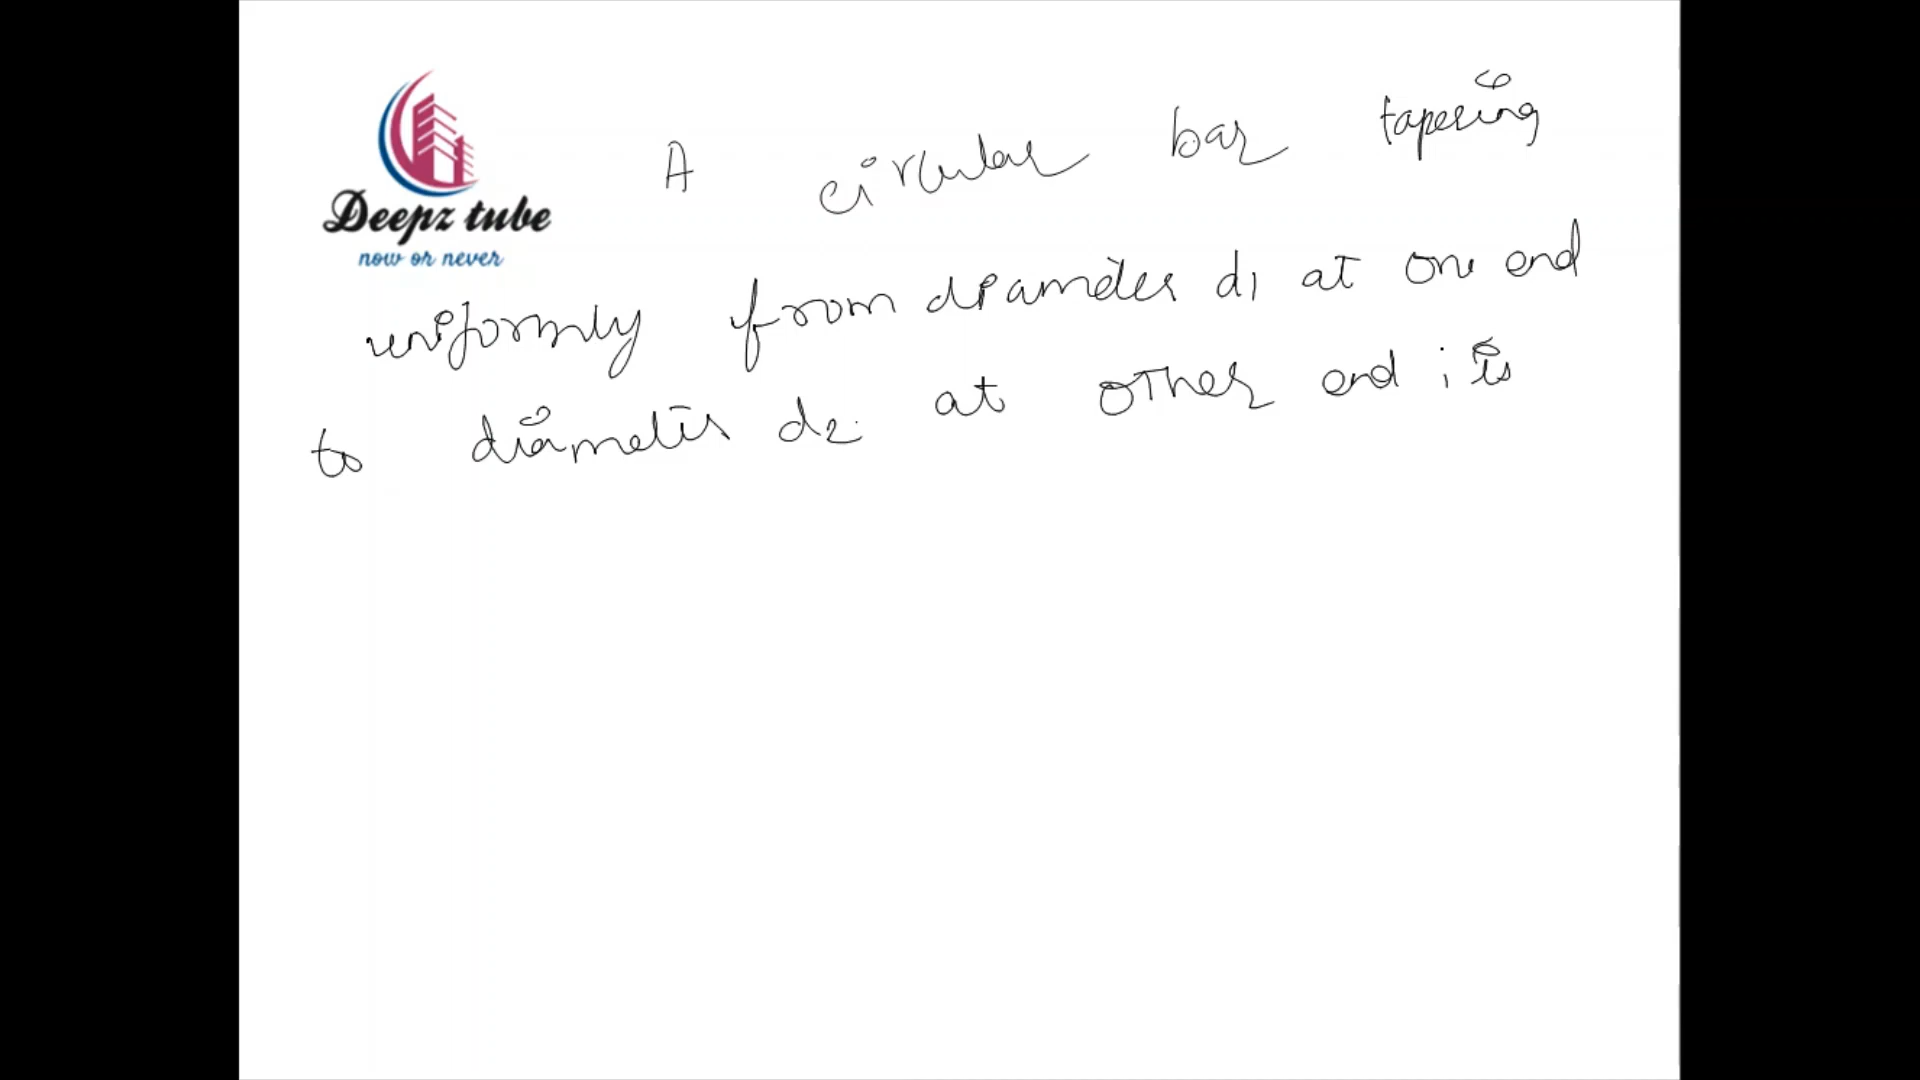 Deepz tube
now or never
A circular bar tapering
uniformly from diameter d1 at one end
to diameter d2. at other end ; is